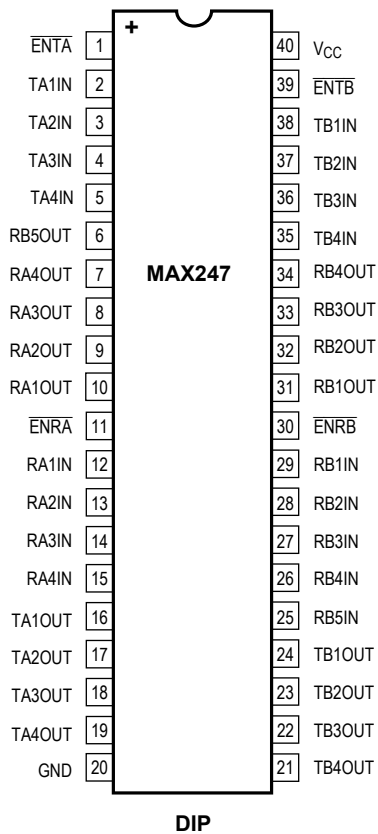 +
ENTA 1 40 VCC
TA1IN 2 39 ENTB
TA2IN 3 38 TB1IN
TA3IN 4 37 TB2IN
TA4IN 5 36 TB3IN
RB5OUT 6 35 TB4IN
RA4OUT 7 MAX247 34 RB4OUT
RA3OUT 8 33 RB3OUT
RA2OUT 9 32 RB2OUT
RA1OUT 10 31 RB1OUT
ENRA 11 30 ENRB
RA1IN 12 29 RB1IN
RA2IN 13 28 RB2IN
RA3IN 14 27 RB3IN
RA4IN 15 26 RB4IN
TA1OUT 16 25 RB5IN
TA2OUT 17 24 TB1OUT
TA3OUT 18 23 TB2OUT
TA4OUT 19 22 TB3OUT
GND 20 21 TB4OUT
DIP